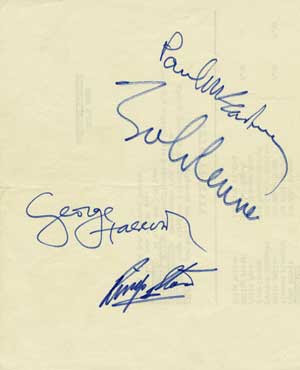 Paul McCartney
John Lennon
George Harrison
Ringo Starr